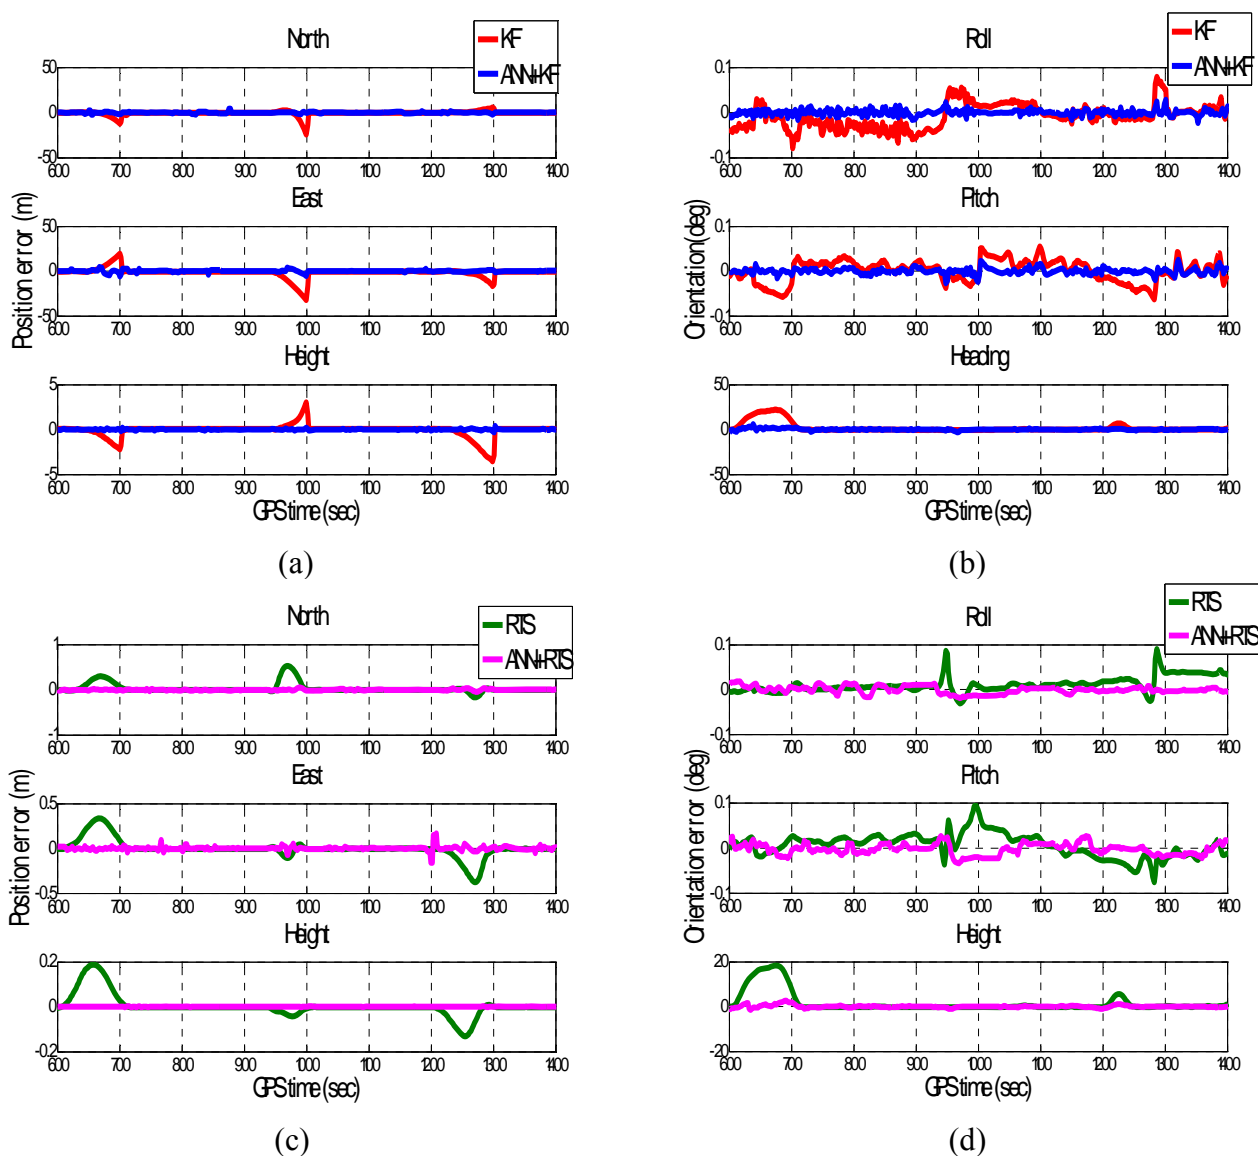 North
KF
ANN+KF
50
0
-50
600 700 800 900 1000 1100 1200 1300 1400
East
Position error (m)
50
0
-50
600 700 800 900 1000 1100 1200 1300 1400
Height
5
0
-5
600 700 800 900 1000 1100 1200 1300 1400
GPS time (sec)
(a)
Roll
KF
ANN+KF
0.1
0
-0.1
600 700 800 900 1000 1100 1200 1300 1400
Pitch
Orientation(deg)
0.1
0
-0.1
600 700 800 900 1000 1100 1200 1300 1400
Heading
50
0
-50
600 700 800 900 1000 1100 1200 1300 1400
GPS time (sec)
(b)
North
RTS
ANN+RTS
1
0
-1
600 700 800 900 1000 1100 1200 1300 1400
East
Position error (m)
0.5
0
-0.5
600 700 800 900 1000 1100 1200 1300 1400
Height
0.2
0
-0.2
600 700 800 900 1000 1100 1200 1300 1400
GPS time (sec)
(c)
Roll
RTS
ANN+RTS
0.1
0
-0.1
600 700 800 900 1000 1100 1200 1300 1400
Pitch
Orientation error (deg)
0.1
0
-0.1
600 700 800 900 1000 1100 1200 1300 1400
Height
20
0
-20
600 700 800 900 1000 1100 1200 1300 1400
GPS time (sec)
(d)